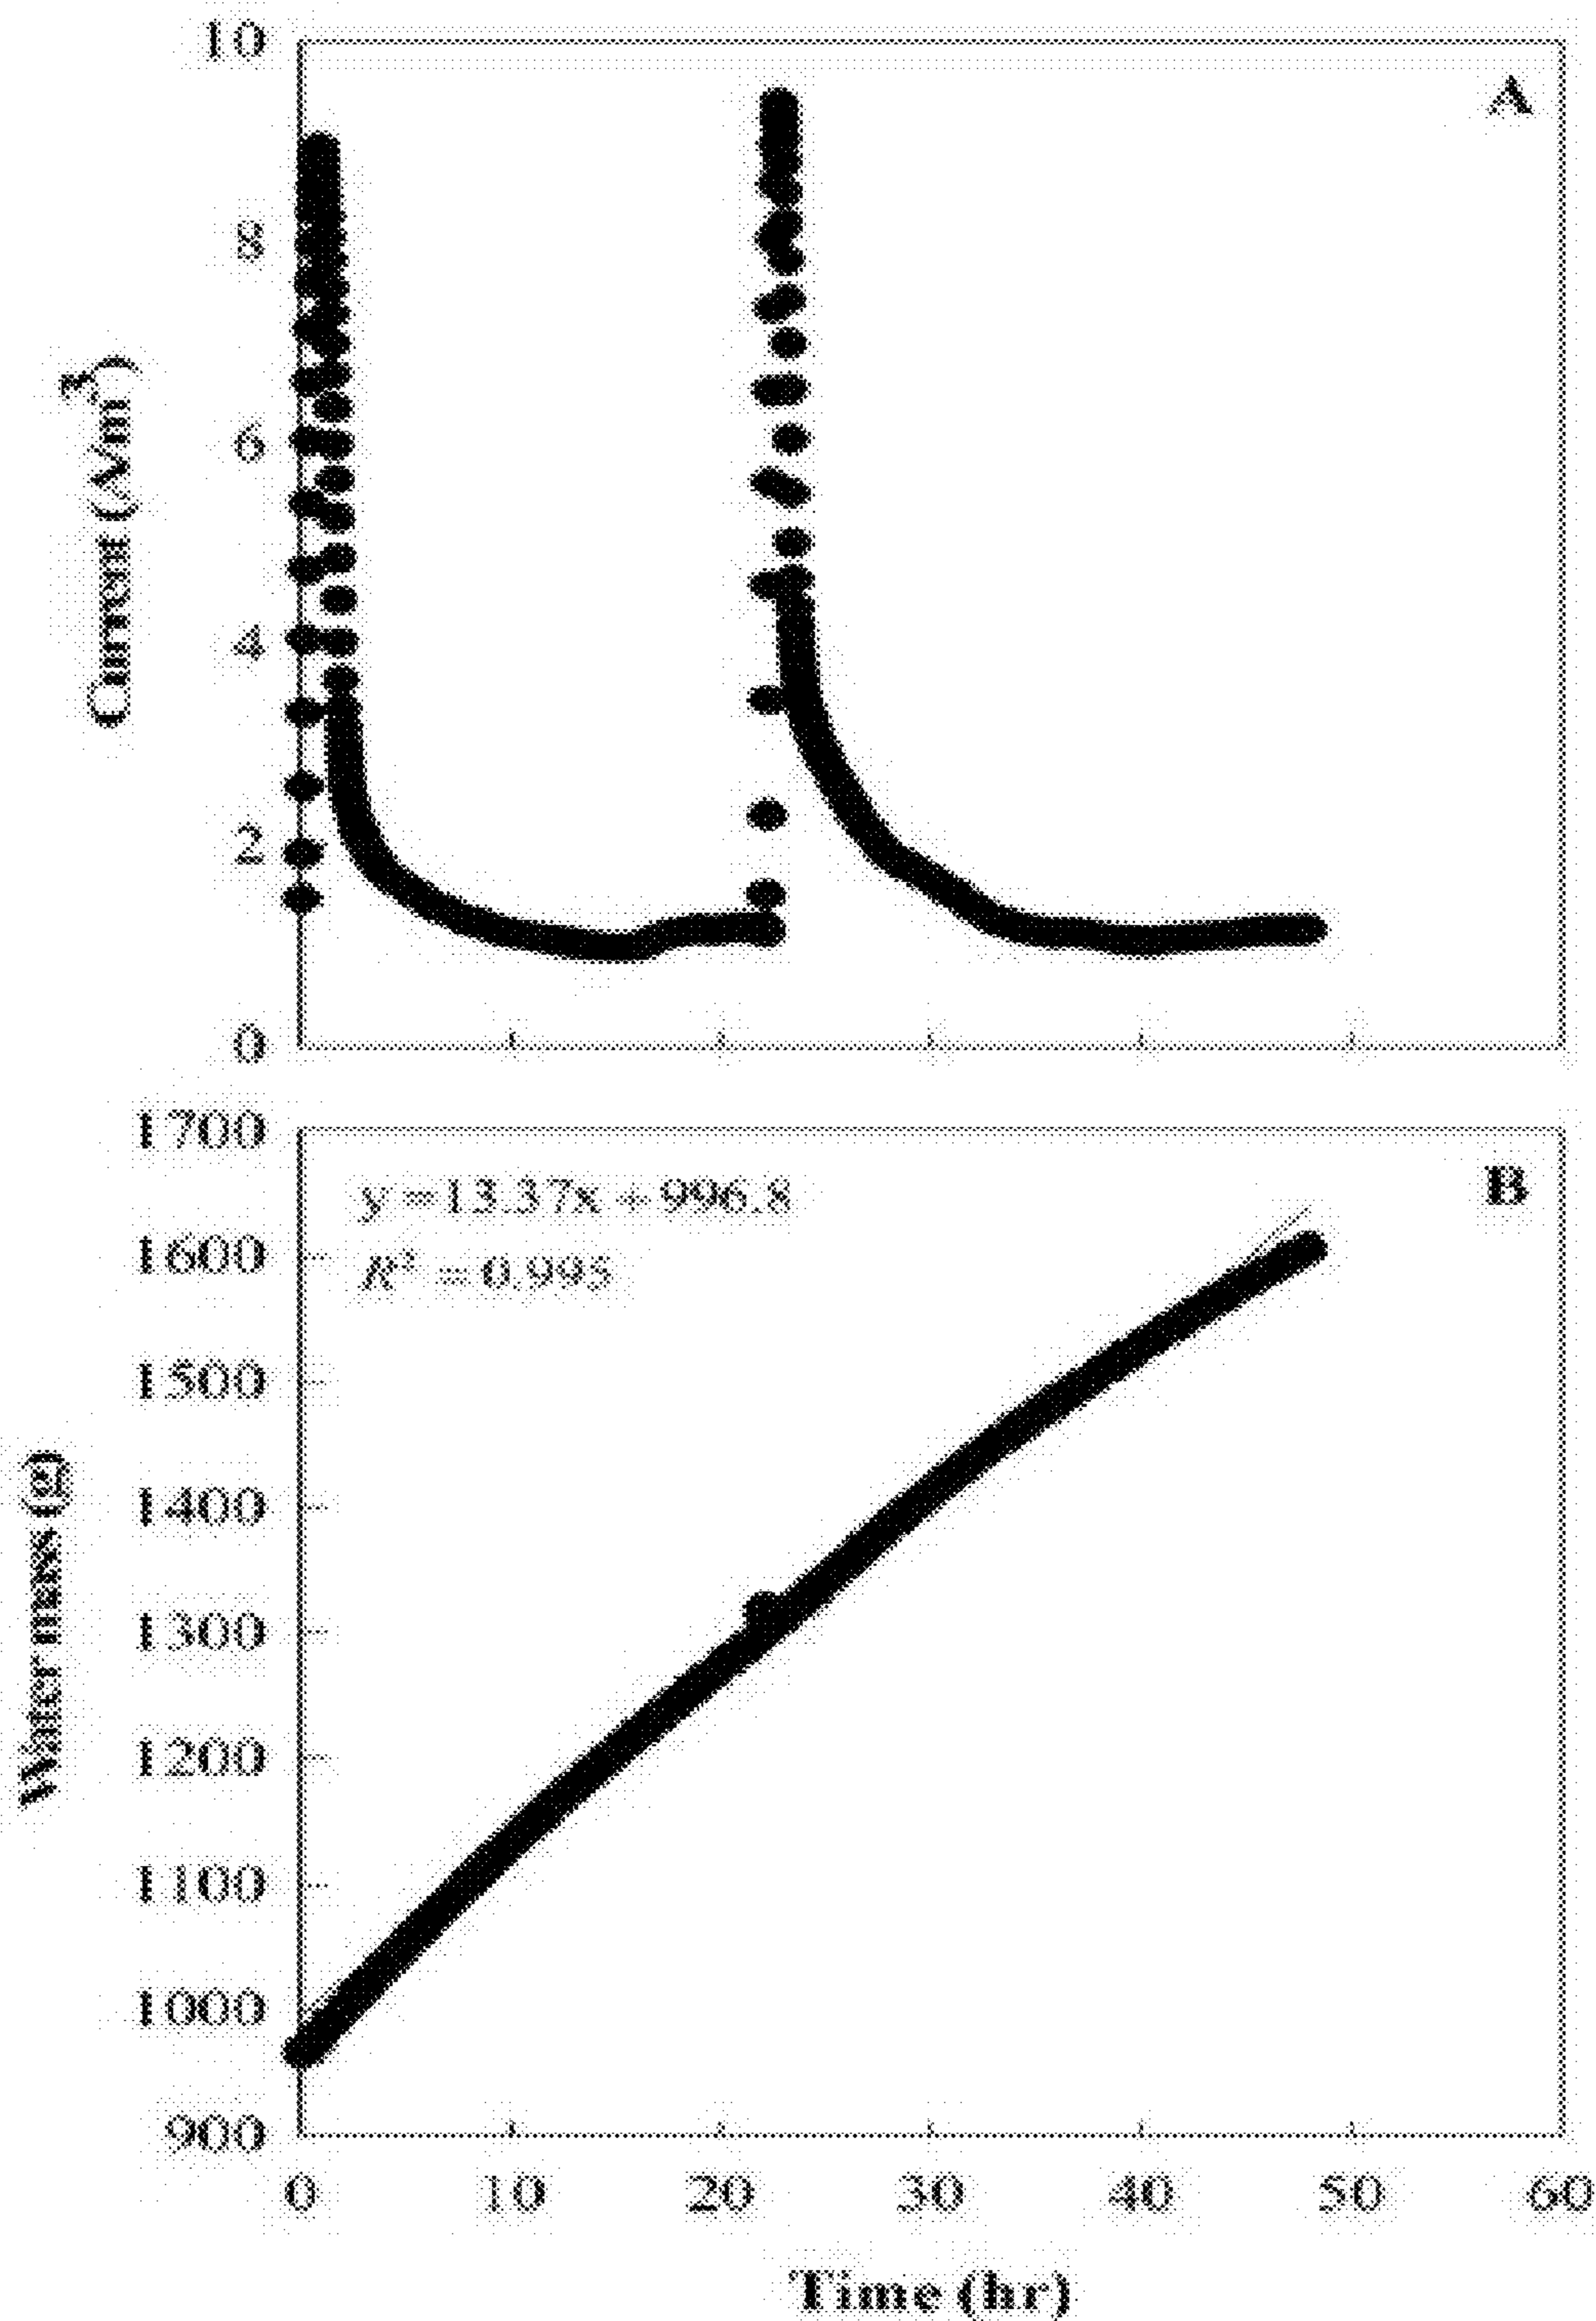 10
A
8
6
4
2
0
Current (A/m³)
1700
y = 13.37x + 996.8
B
1600
R² = 0.995
1500
1400
1300
1200
1100
1000
900
Water mass (g)
0 10 20 30 40 50 60
Time (hr)